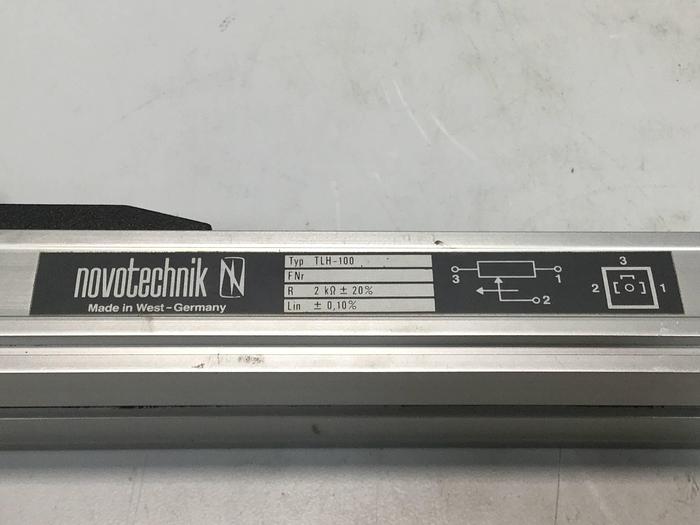 novotechnik
Made in West-Germany
Typ TLH-100
FNr
R 2 kΩ ± 20%
Lin ± 0,10%
3 1
2
3
2 1